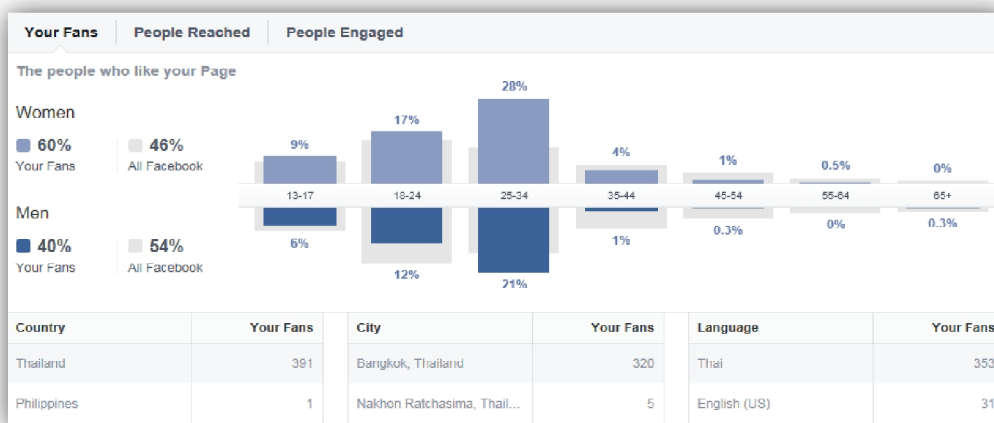 Your Fans People Reached People Engaged
The people who like your Page
Women
60% 46%
Your Fans All Facebook
Men
40% 54%
Your Fans All Facebook
9% 17% 28% 4% 1% 0.5% 0%
13-17 18-24 25-34 35-44 45-54 55-64 65+
6% 12% 21% 1% 0.3% 0% 0.3%
Country Your Fans City Your Fans Language Your Fans
Thailand 391 Bangkok, Thailand 320 Thai 353
Philippines 1 Nakhon Ratchasima, Thail... 5 English (US) 31